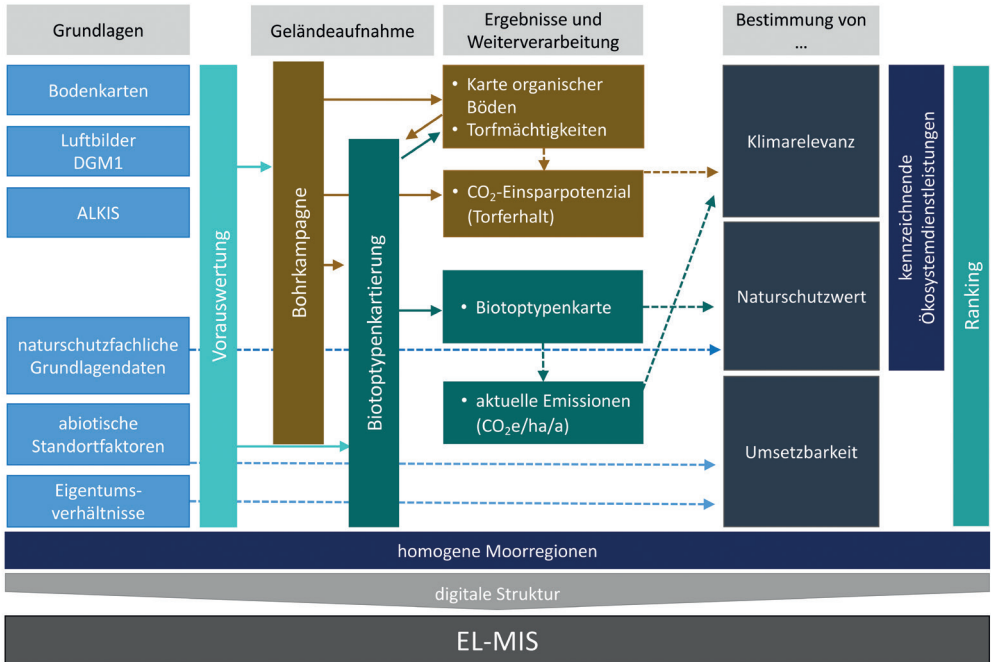 Grundlagen
Geländeaufnahme
Ergebnisse und
Weiterverarbeitung
Bestimmung von
...
Bodenkarten
Luftbilder
DGM1
ALKIS
naturschutzfachliche
Grundlagendaten
abiotische
Standortfaktoren
Eigentums-
verhältnisse
Vorauswertung
Bohrkampagne
Biotoptypenkartierung
• Karte organischer
Böden
• Torfmächtigkeiten
• CO₂-Einsparpotenzial
(Torferhalt)
• Biotoptypenkarte
• aktuelle Emissionen
(CO₂e/ha/a)
Klimarelevanz
Naturschutzwert
Umsetzbarkeit
kennzeichnende
Ökosystemdienstleistungen
Ranking
homogene Moorregionen
digitale Struktur
EL-MIS